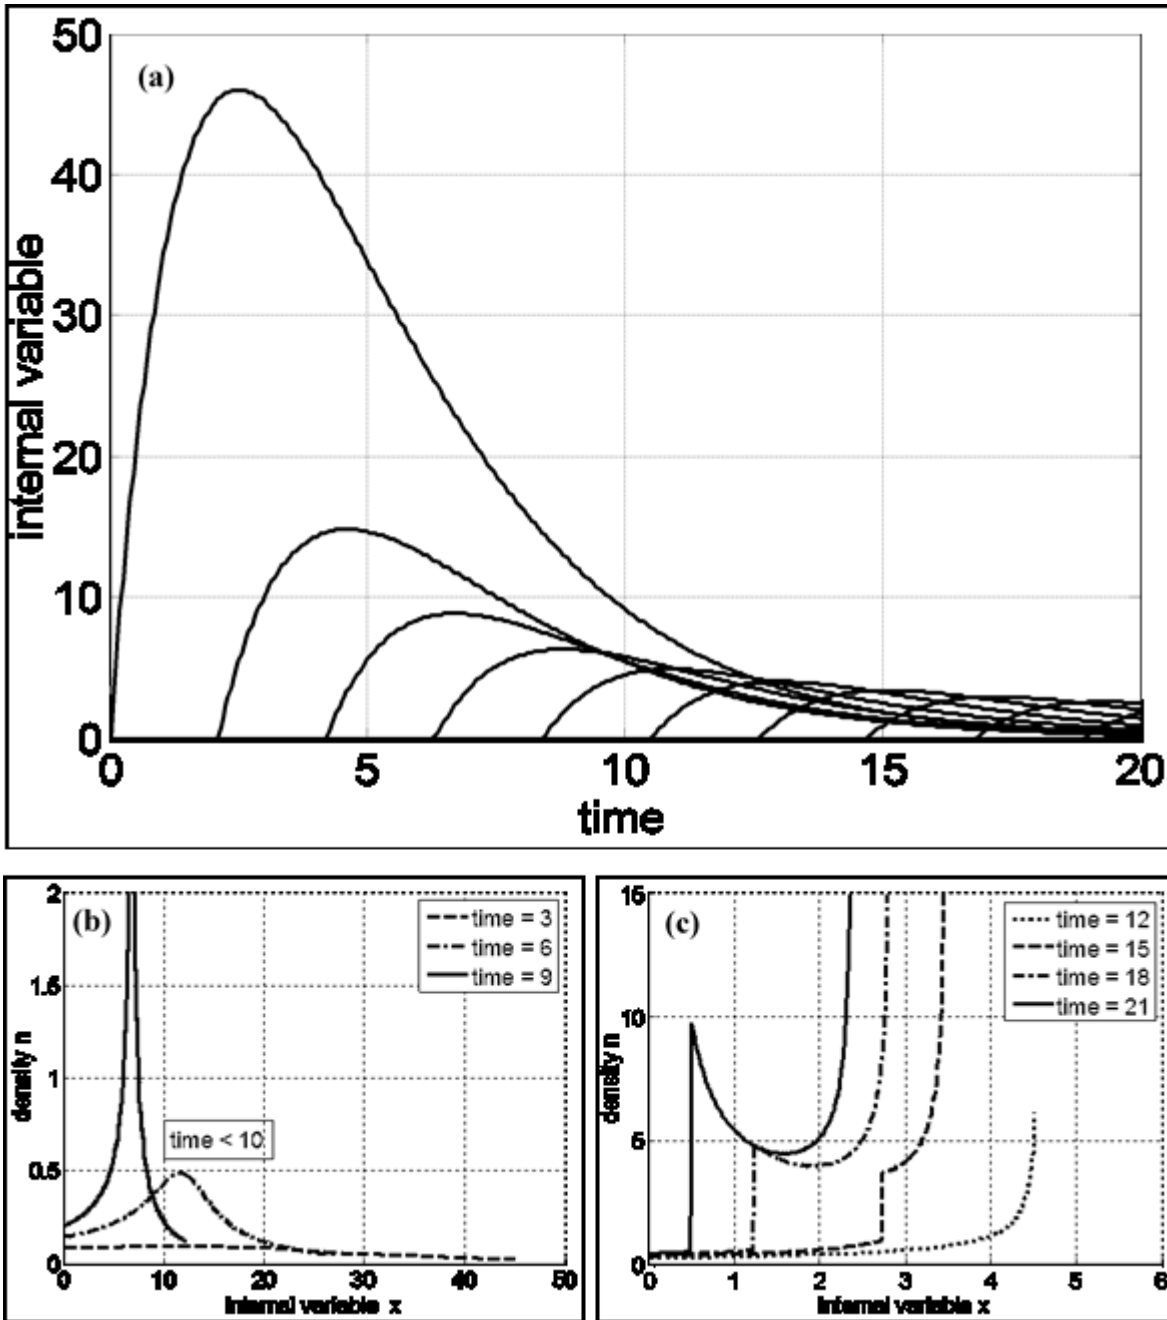 (a)
50
40
30
20
10
0
internal variable
0 5 10 15 20
time
(b)
2
1.5
1
0.5
0
density n
time = 3
time = 6
time = 9
time < 10
0 10 20 30 40 50
Internal variable x
(c)
15
10
5
0
density n
time = 12
time = 15
time = 18
time = 21
0 1 2 3 4 5 6
Internal variable x